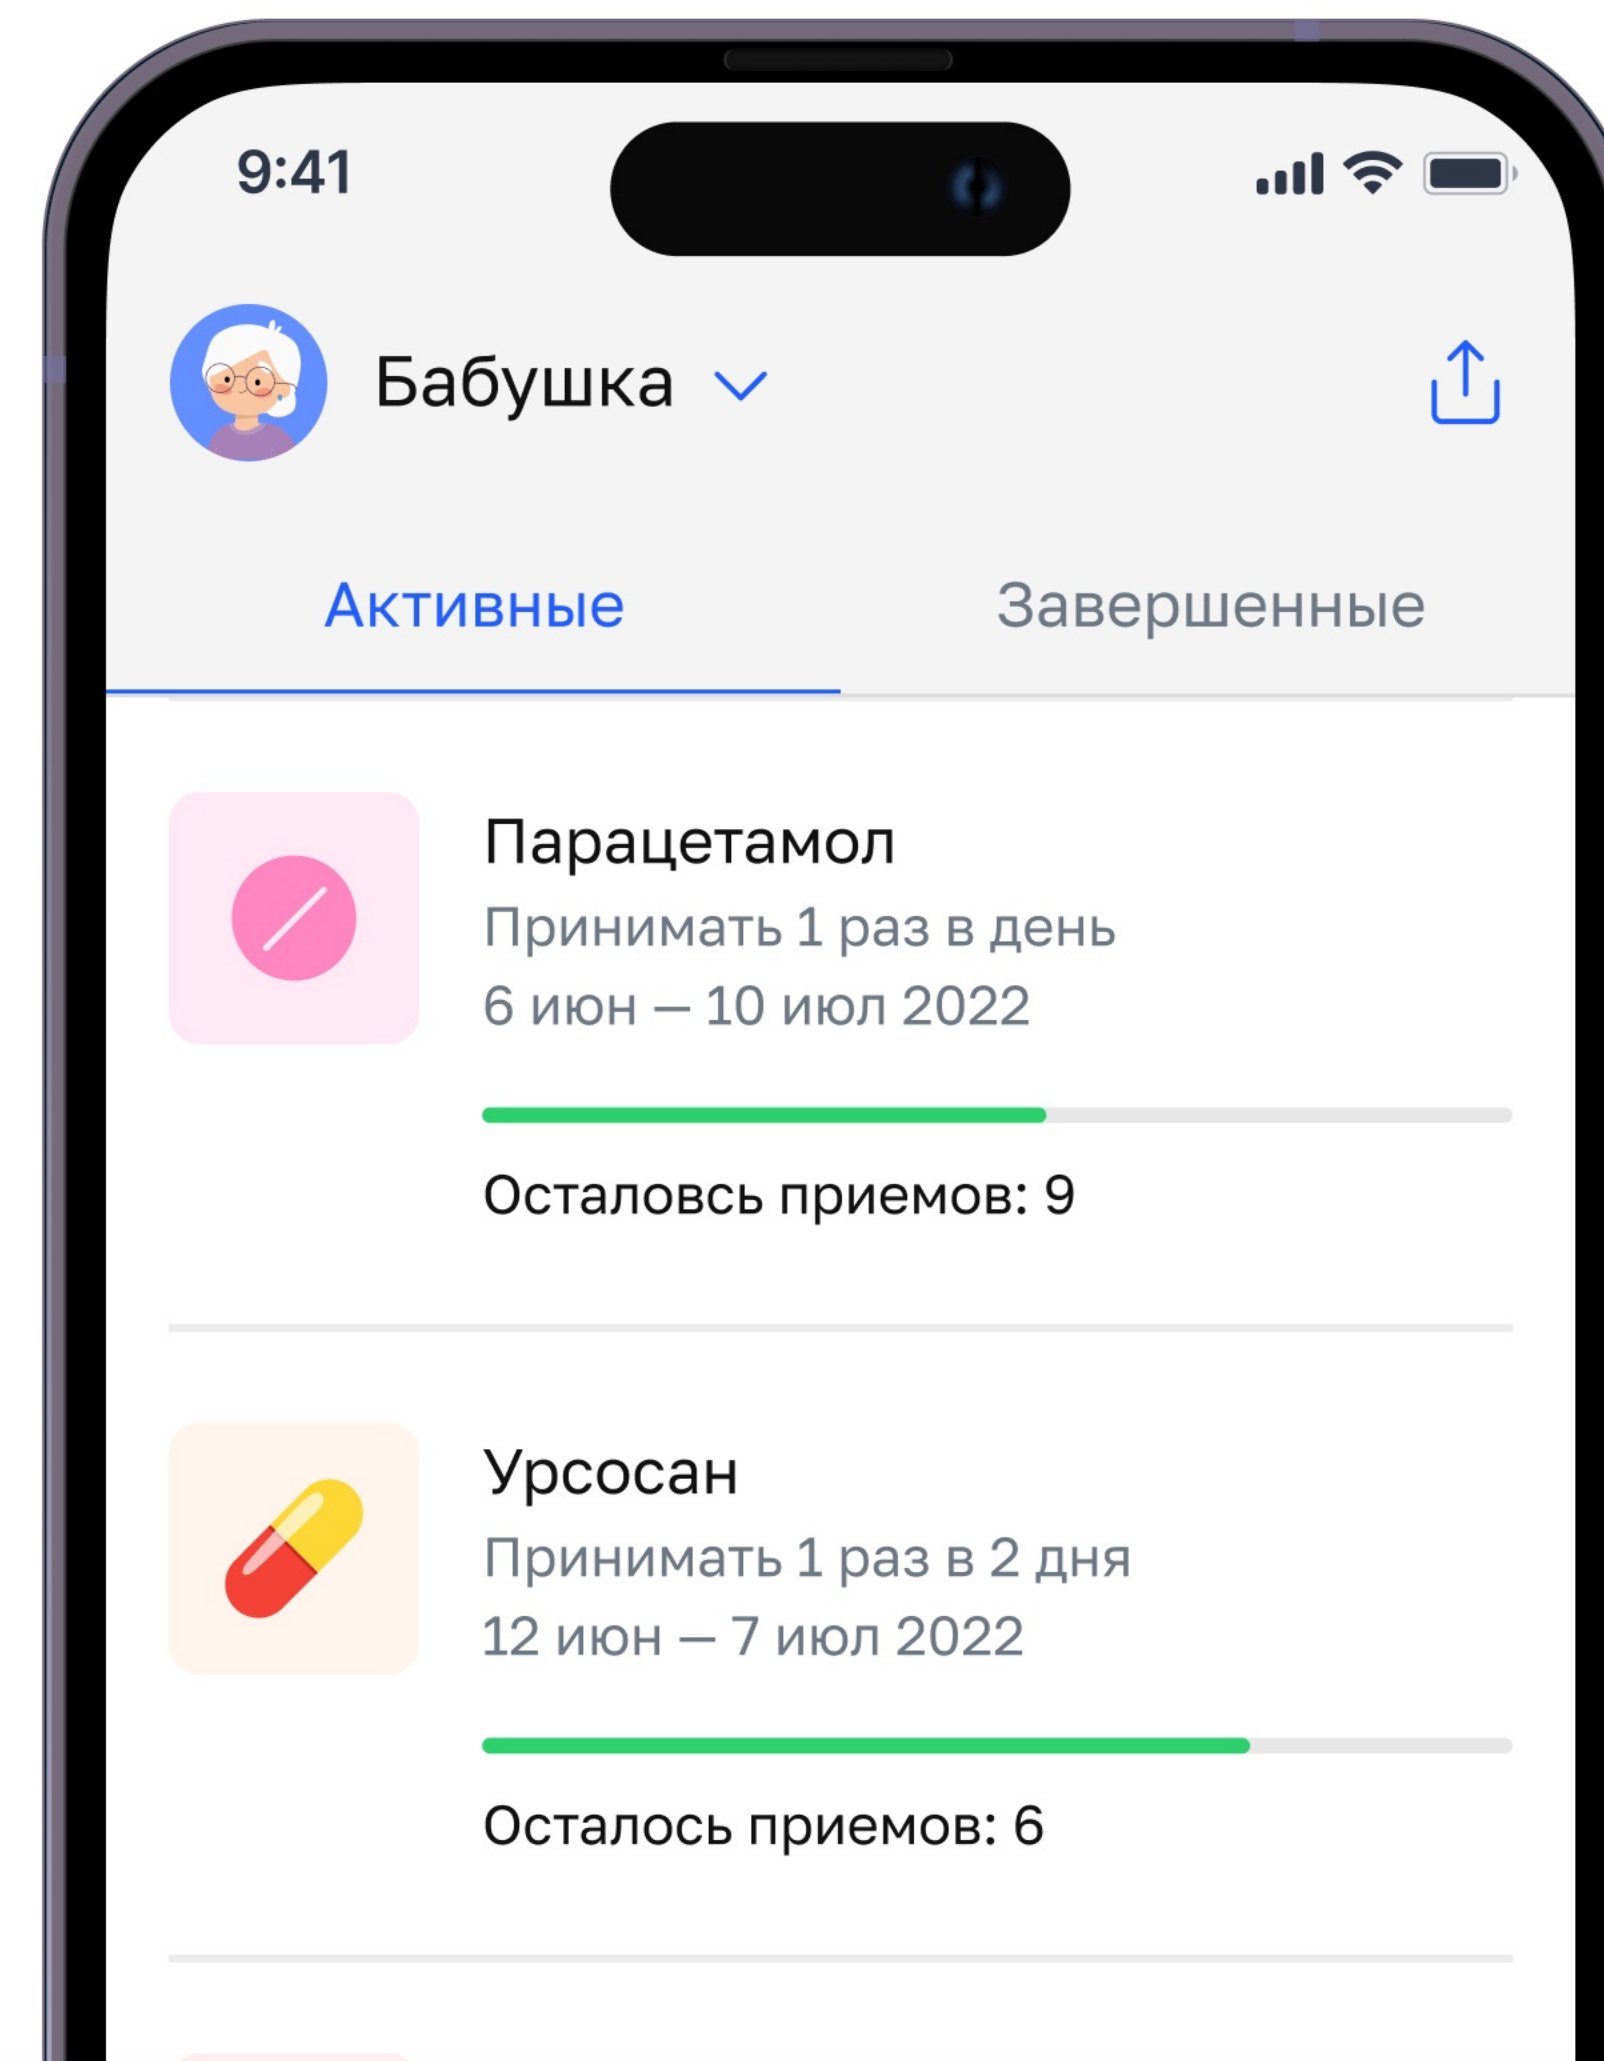 9:41
Бабушка
Активные
Завершенные
Парацетамол
Принимать 1 раз в день
6 июн — 10 июл 2022
Осталовсь приемов: 9
Урсосан
Принимать 1 раз в 2 дня
12 июн — 7 июл 2022
Осталось приемов: 6